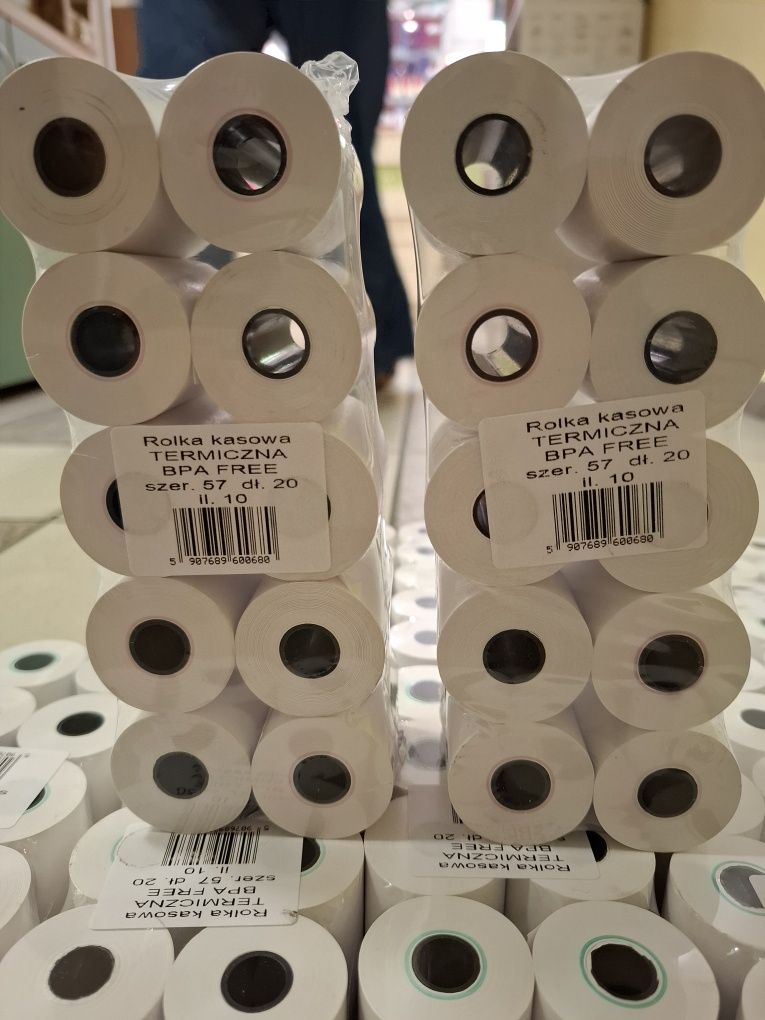 Rolka kasowa
TERMICZNA
BPA FREE
szer. 57 dł. 20
il. 10
5 907689 600680
Rolka kasowa
TERMICZNA
BPA FREE
szer. 57 dł. 20
il. 10
5 907689 600680
Rolka kasowa
TERMICZNA
BPA FREE
szer. 57 dł. 20
il. 10
Rolka kasowa
TERMICZNA
BPA FREE
szer. 57 dł. 20